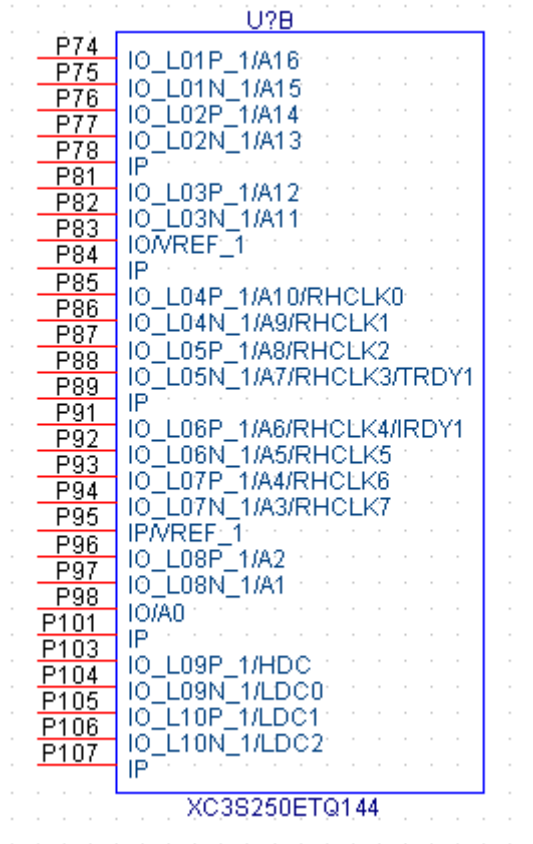 U?B
P74 IO_L01P_1/A16
P75 IO_L01N_1/A15
P76 IO_L02P_1/A14
P77 IO_L02N_1/A13
P78 IP
P81 IO_L03P_1/A12
P82 IO_L03N_1/A11
P83 IO/VREF_1
P84 IP
P85 IO_L04P_1/A10/RHCLK0
P86 IO_L04N_1/A9/RHCLK1
P87 IO_L05P_1/A8/RHCLK2
P88 IO_L05N_1/A7/RHCLK3/TRDY1
P89 IP
P91 IO_L06P_1/A6/RHCLK4/IRDY1
P92 IO_L06N_1/A5/RHCLK5
P93 IO_L07P_1/A4/RHCLK6
P94 IO_L07N_1/A3/RHCLK7
P95 IP/VREF_1
P96 IO_L08P_1/A2
P97 IO_L08N_1/A1
P98 IO/A0
P101 IP
P103 IO_L09P_1/HDC
P104 IO_L09N_1/LDC0
P105 IO_L10P_1/LDC1
P106 IO_L10N_1/LDC2
P107 IP
XC3S250ETQ144